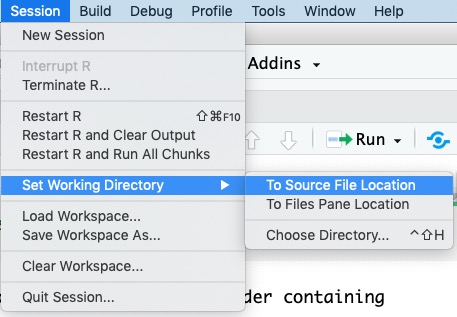 Session Build Debug Profile Tools Window Help
New Session
Interrupt R
Terminate R...
Addins
Restart R ⇧⌘F10
Restart R and Clear Output
Restart R and Run All Chunks
Run
Set Working Directory
To Source File Location
To Files Pane Location
Choose Directory... ^⇧H
Load Workspace...
Save Workspace As...
Clear Workspace...
Quit Session...
der containing